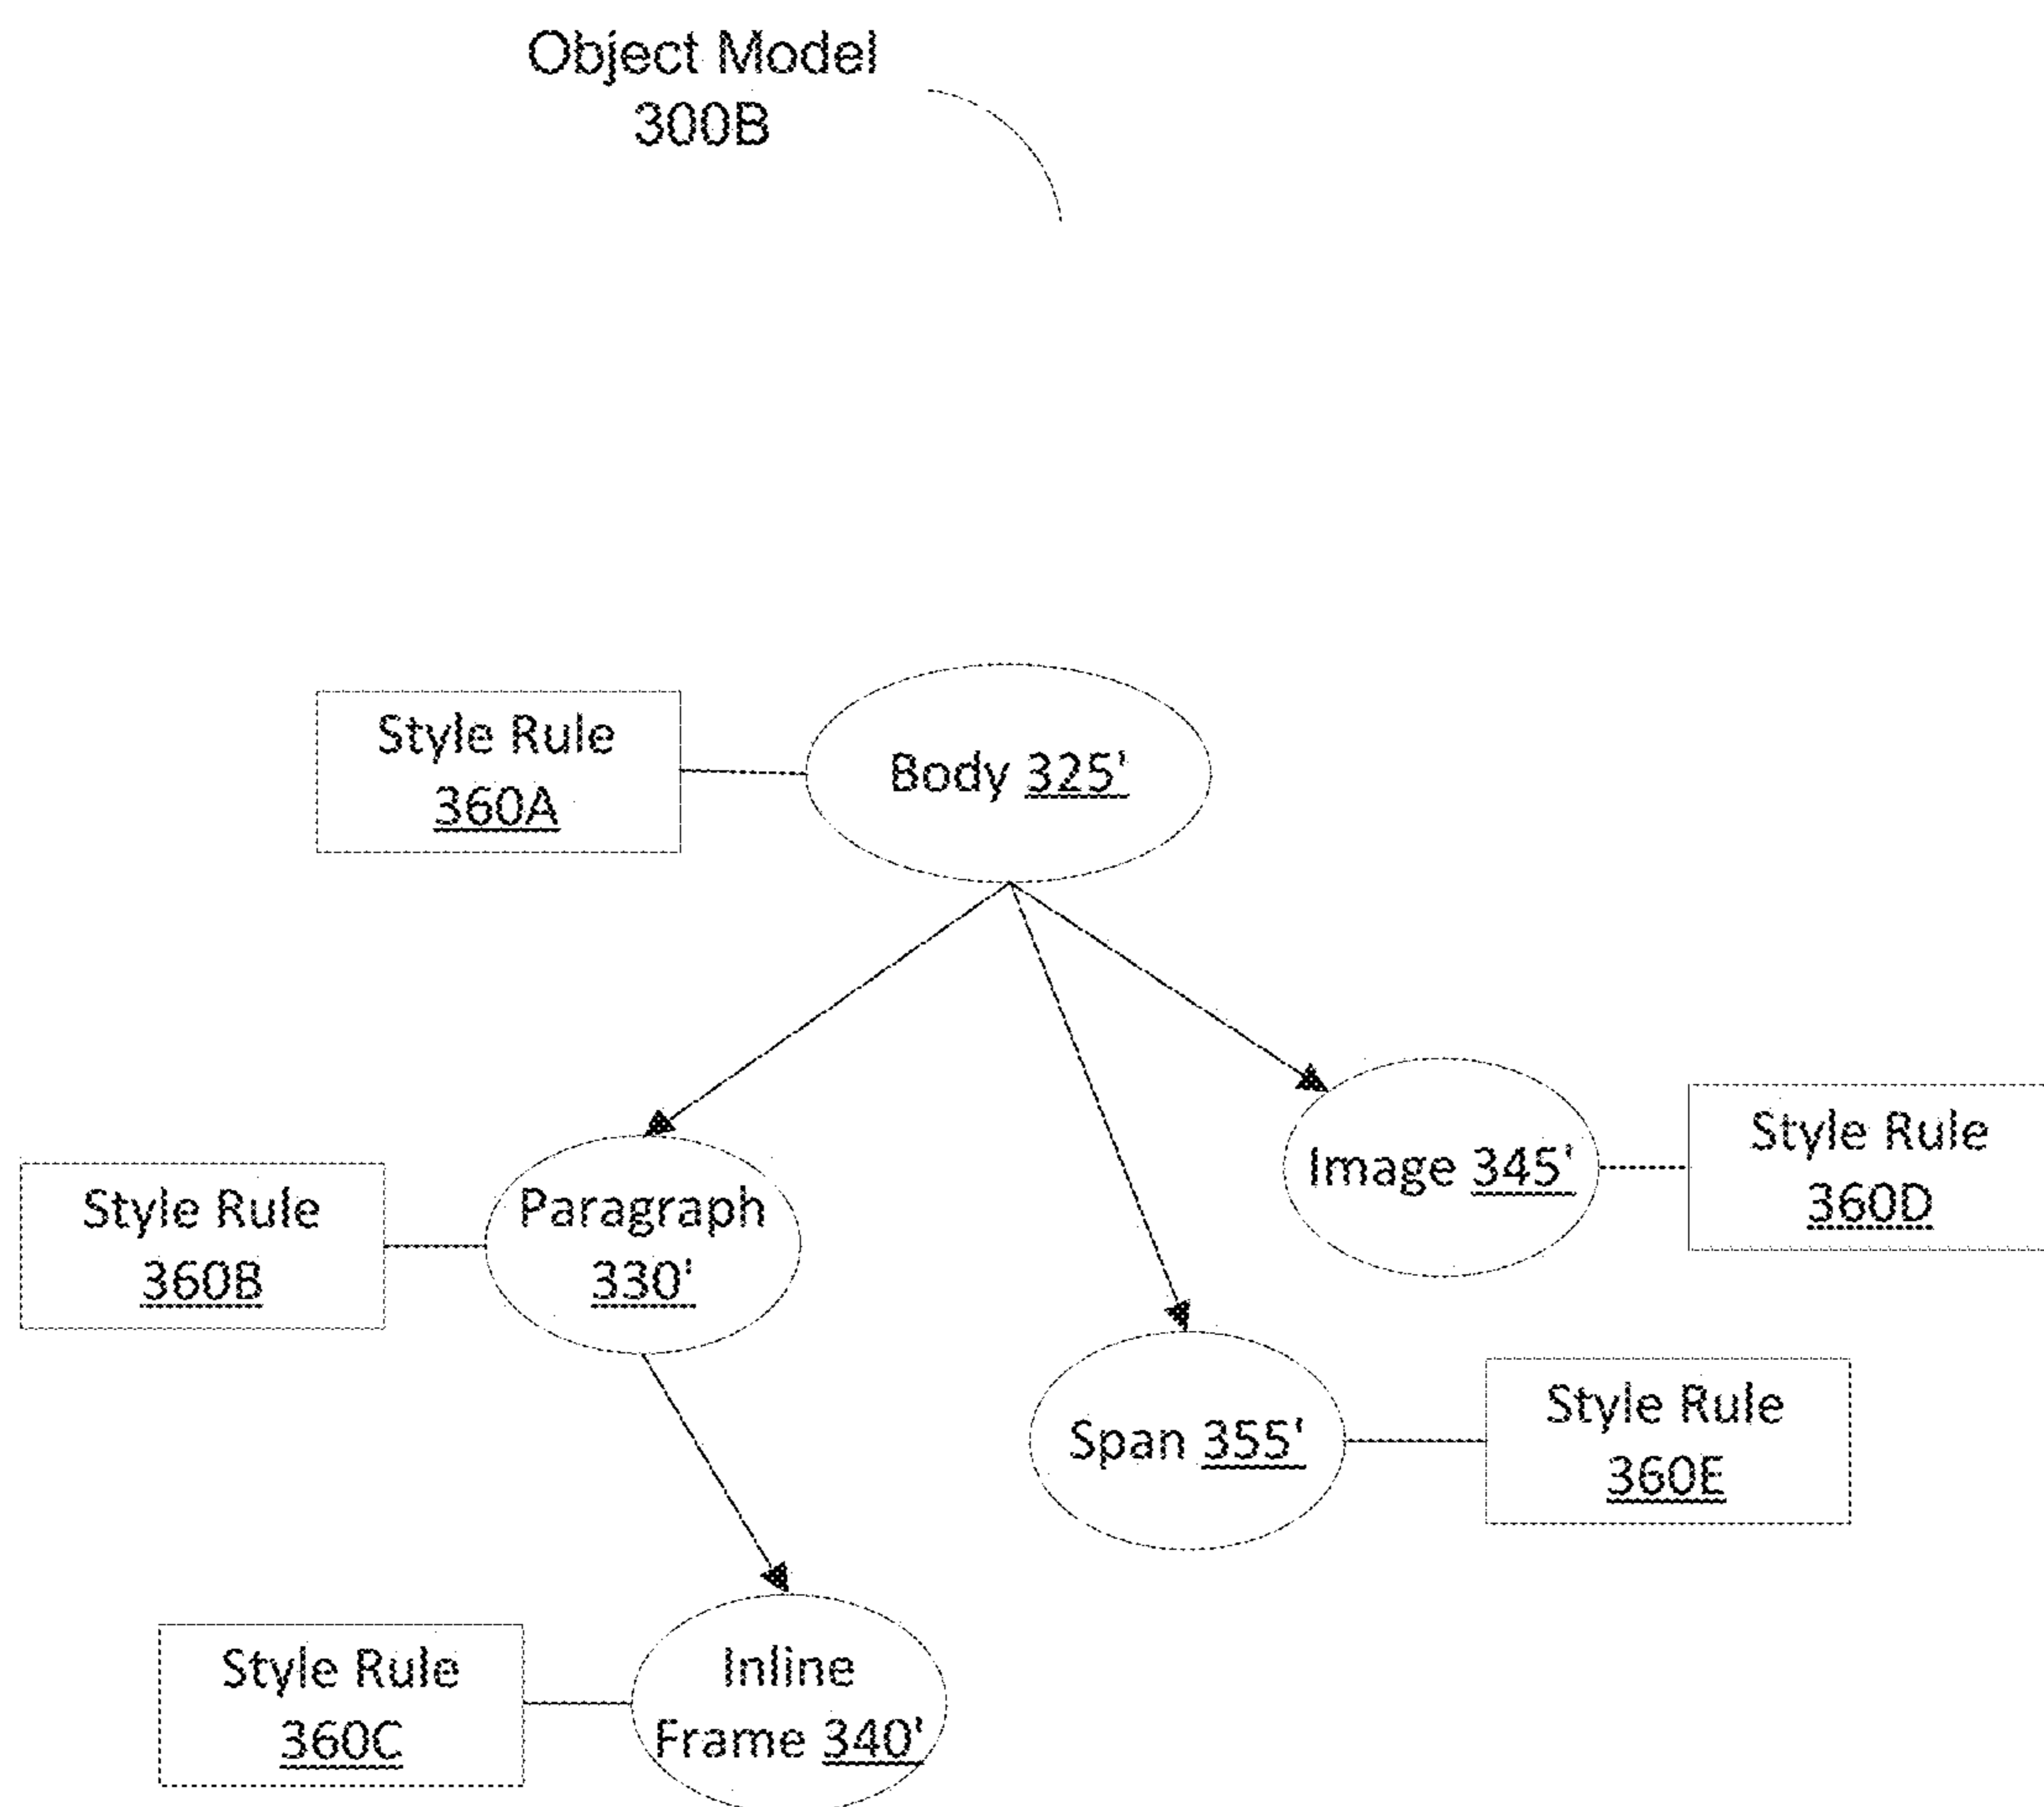 Object Model
300B
Style Rule
360A
Body 325'
Style Rule
360B
Paragraph
330'
Image 345'
Style Rule
360D
Span 355'
Style Rule
360E
Style Rule
360C
Inline
Frame 340'